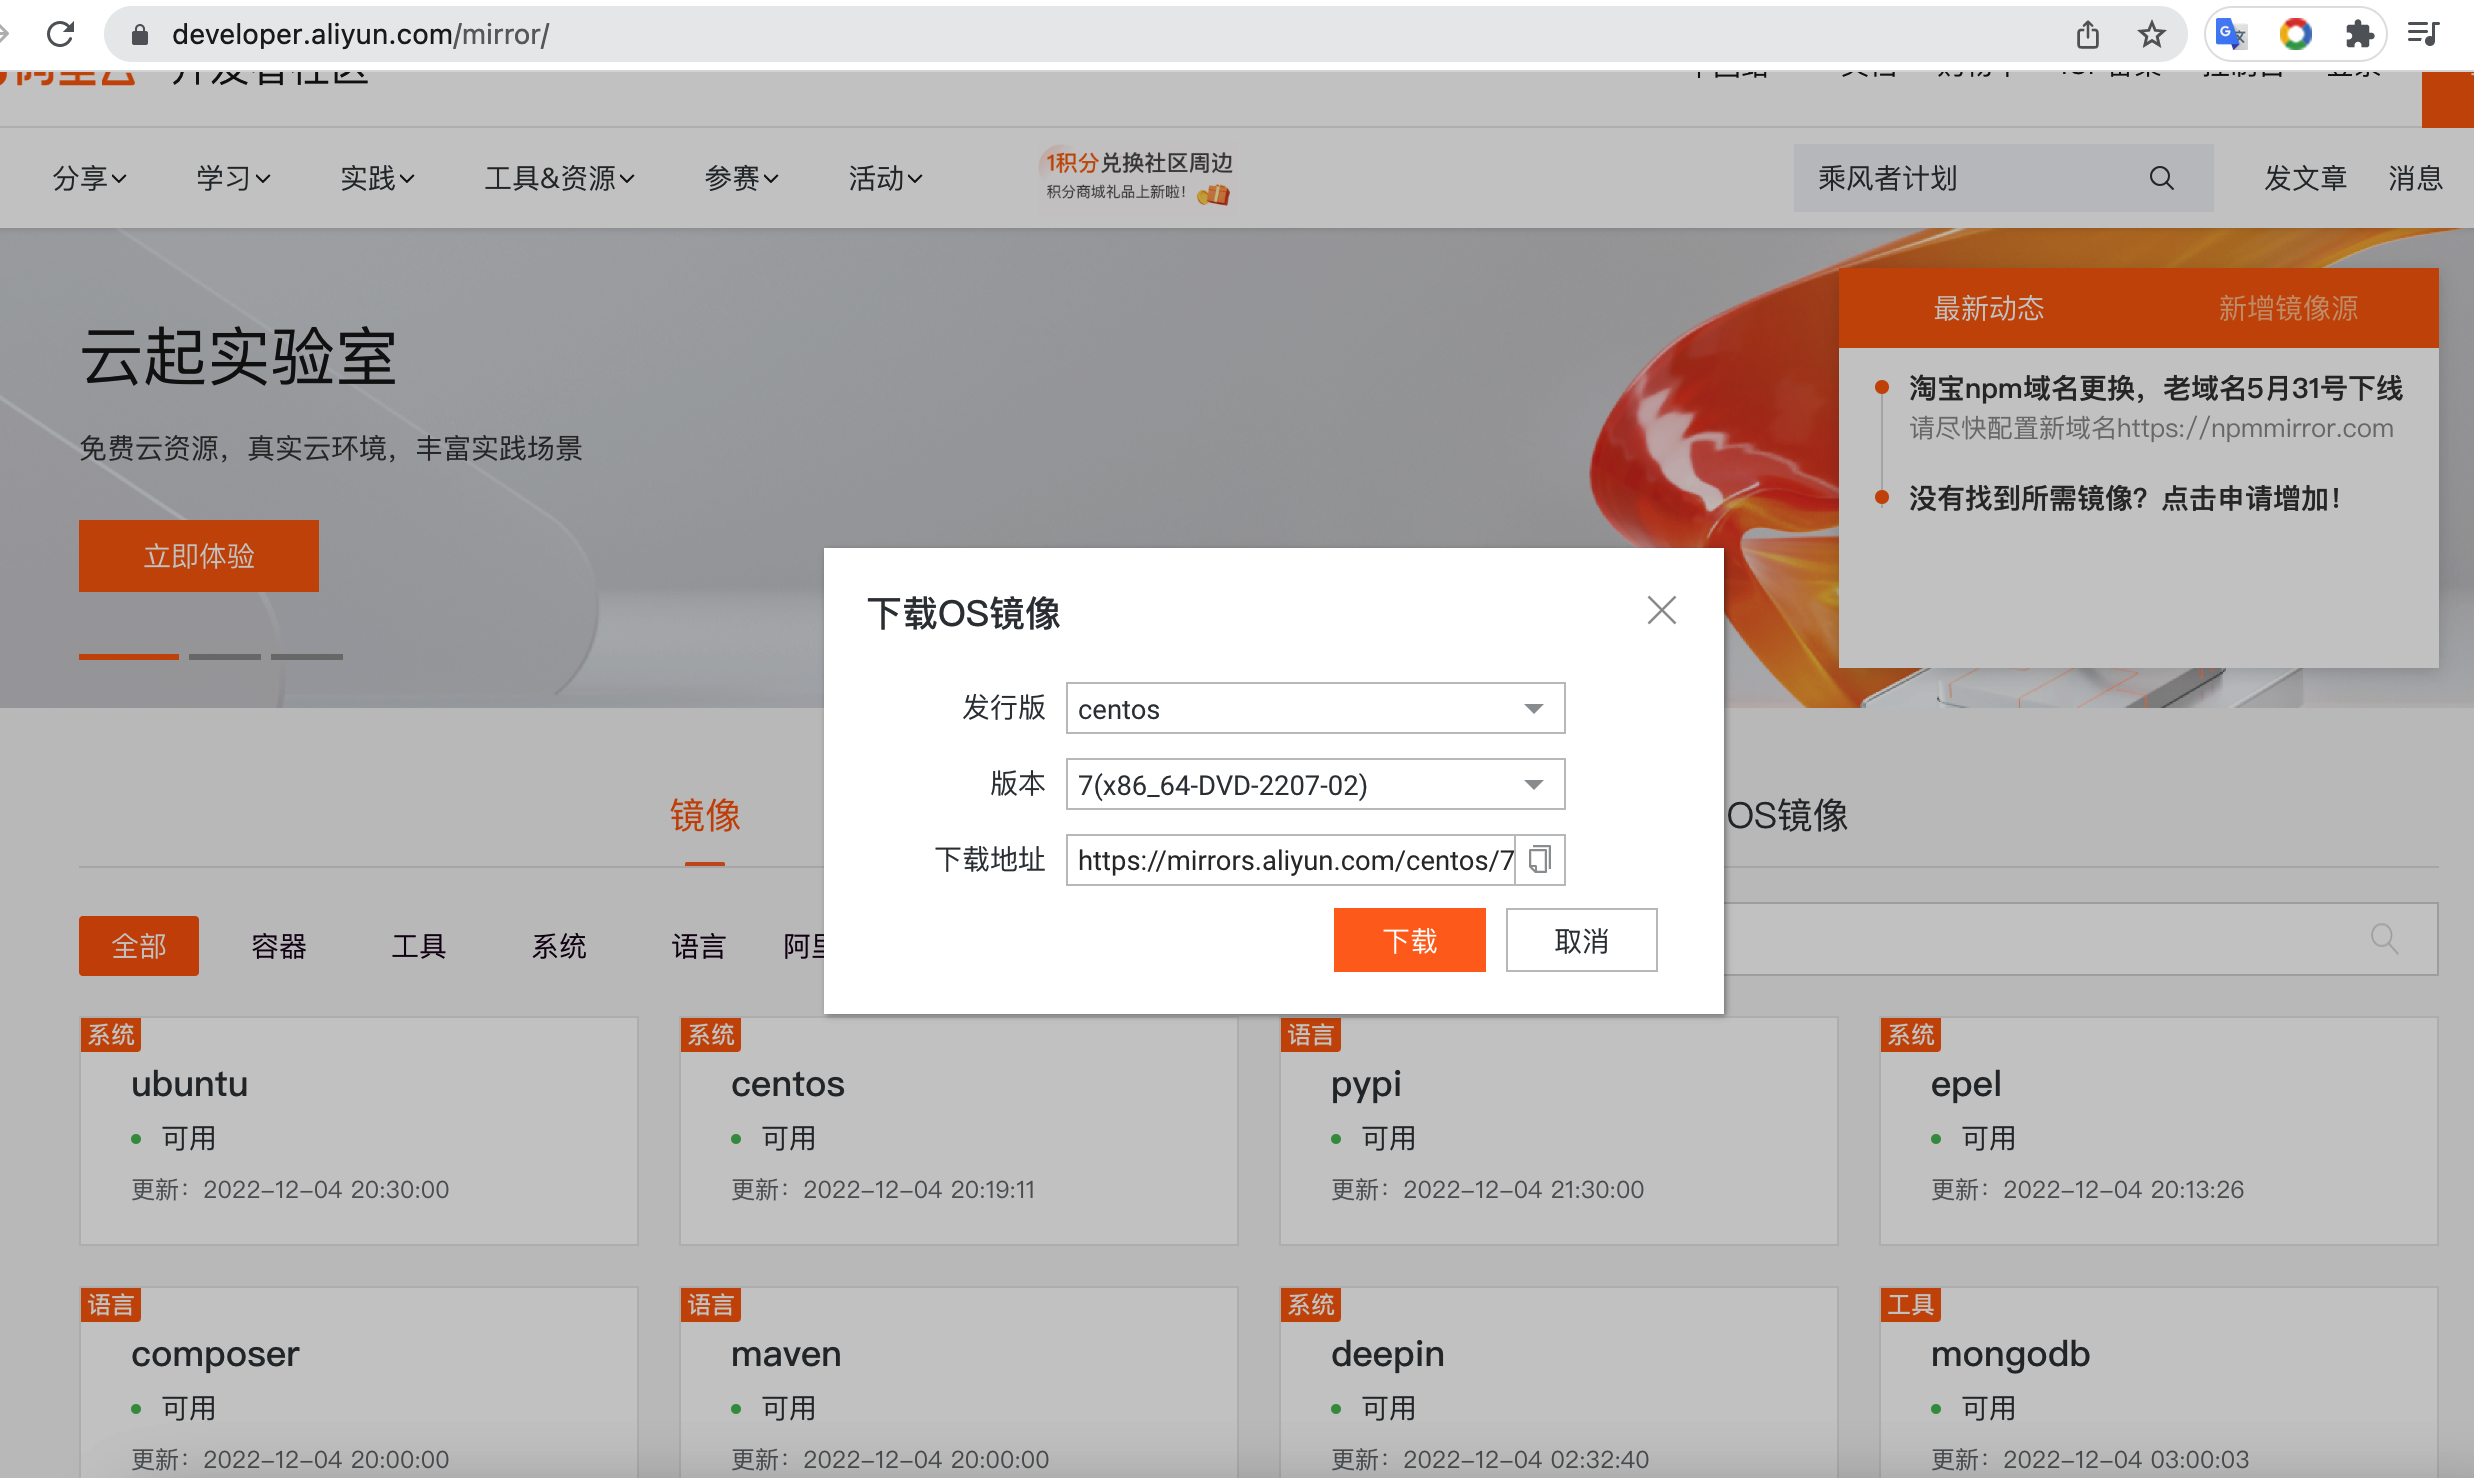 developer.aliyun.com/mirror/
阿里云 开发者社区
控制台 登录
分享 学习 实践 工具&资源 参赛 活动
1积分兑换社区周边
积分商城礼品上新啦！
乘风者计划
发文章 消息
云起实验室
免费云资源，真实云环境，丰富实践场景
立即体验
最新动态 新增镜像源
淘宝npm域名更换，老域名5月31号下线
请尽快配置新域名https://npmmirror.com
没有找到所需镜像？点击申请增加！
下载OS镜像
发行版 centos
版本 7(x86_64-DVD-2207-02)
下载地址 https://mirrors.aliyun.com/centos/7
下载 取消
镜像 OS镜像
全部 容器 工具 系统 语言 阿里
系统
ubuntu
可用
更新：2022-12-04 20:30:00
系统
centos
可用
更新：2022-12-04 20:19:11
语言
pypi
可用
更新：2022-12-04 21:30:00
系统
epel
可用
更新：2022-12-04 20:13:26
语言
composer
可用
更新：2022-12-04 20:00:00
语言
maven
可用
更新：2022-12-04 20:00:00
系统
deepin
可用
更新：2022-12-04 02:32:40
工具
mongodb
可用
更新：2022-12-04 03:00:03